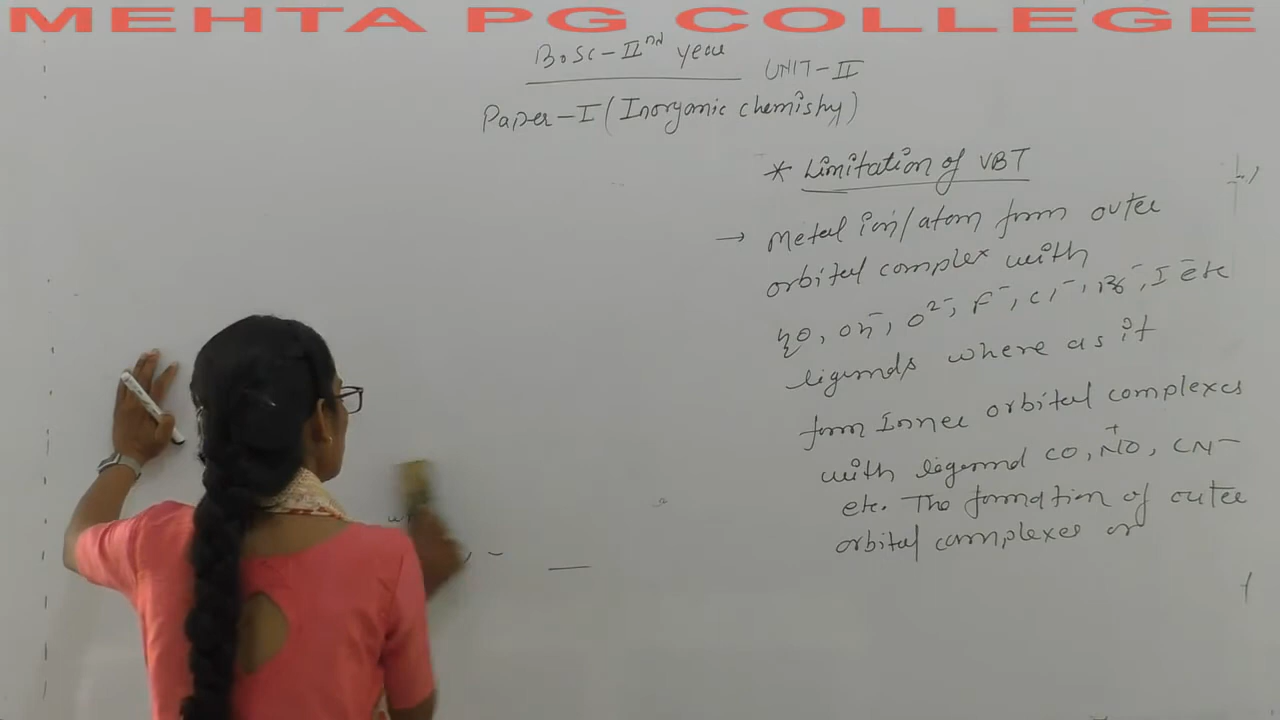 MEHTA PG COLLEGE
B.Sc-IInd year
UNIT-II
Paper-I (Inorganic chemistry)
* Limitation of VBT
→ Metal ion/atom form outer
orbital complex with
H2O, OH⁻, O²⁻, F⁻, Cl⁻, Br⁻, I⁻ etc
ligands where as it
form Inner orbital complexes
with ligand CO, NO⁺, CN⁻
etc. The formation of outer
orbital complexes or